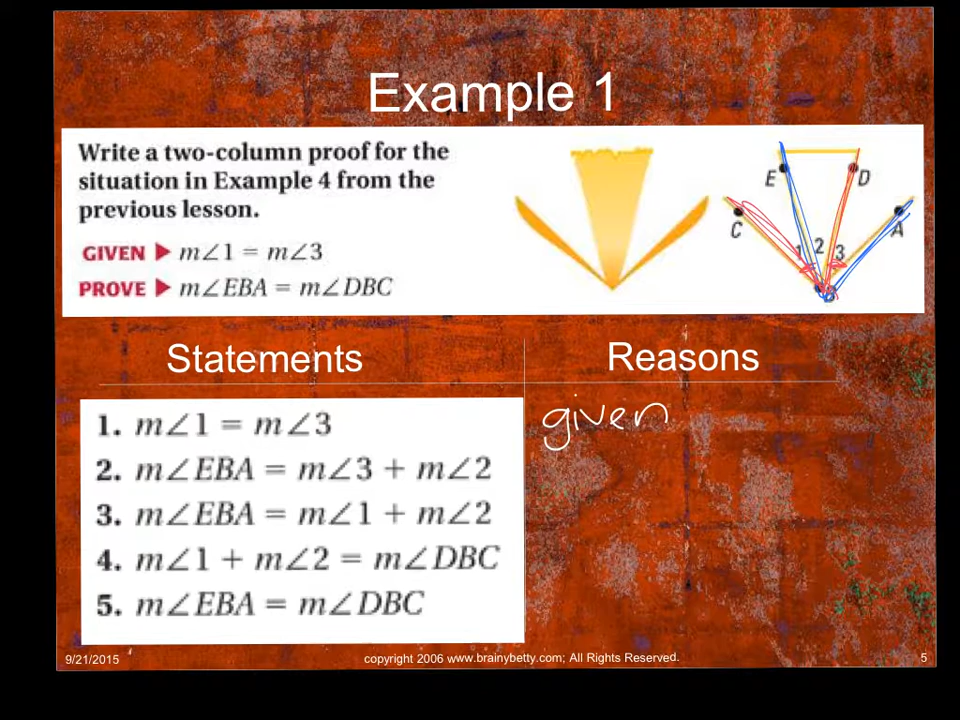 Example 1
Write a two-column proof for the
situation in Example 4 from the
previous lesson.
GIVEN ▶ m∠1 = m∠3
PROVE ▶ m∠EBA = m∠DBC
E
D
C
A
1
2
3
B
Statements
Reasons
1. m∠1 = m∠3
given
2. m∠EBA = m∠3 + m∠2
3. m∠EBA = m∠1 + m∠2
4. m∠1 + m∠2 = m∠DBC
5. m∠EBA = m∠DBC
9/21/2015
copyright 2006 www.brainybetty.com; All Rights Reserved.
5